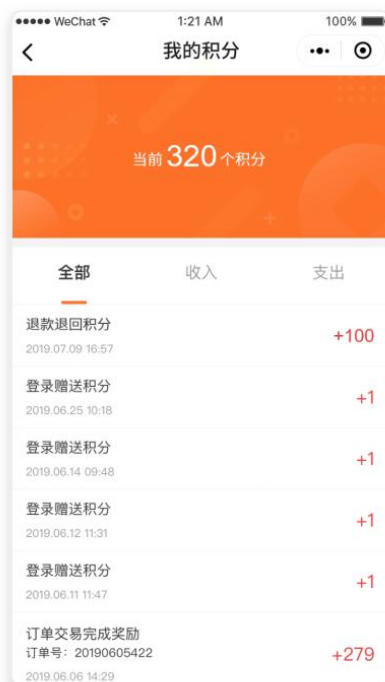 WeChat 1:21 AM 100%
我的积分
当前 320 个积分
全部 收入 支出
退款退回积分
+100
2019.07.09 16:57
登录赠送积分
+1
2019.06.25 10:18
登录赠送积分
+1
2019.06.14 09:48
登录赠送积分
+1
2019.06.12 11:31
登录赠送积分
+1
2019.06.11 11:47
订单交易完成奖励
订单号：20190605422
+279
2019.06.06 14:29